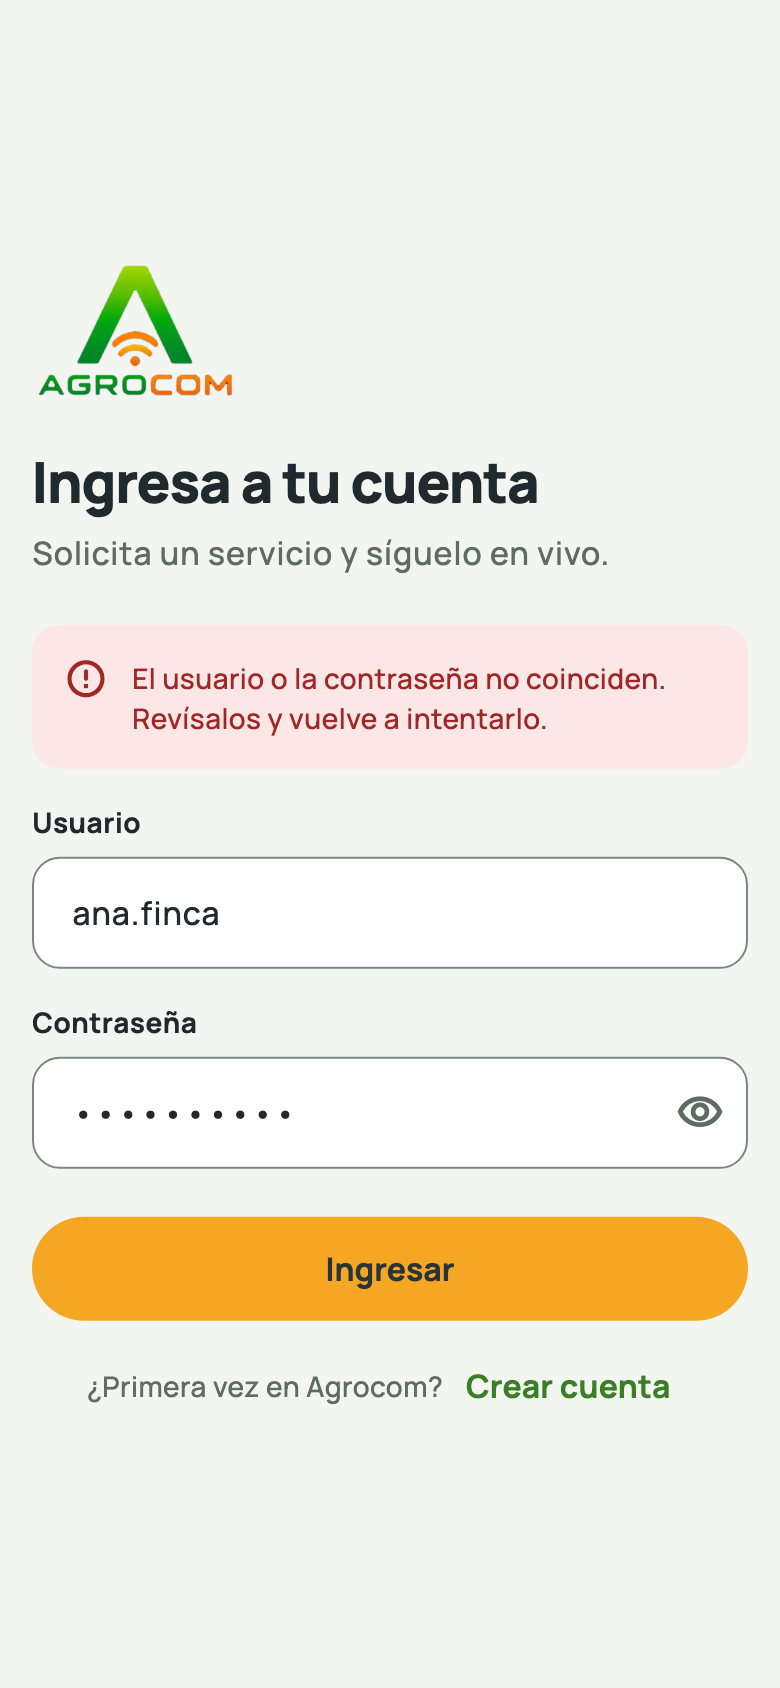 AGROCOM
Ingresa a tu cuenta
Solicita un servicio y síguelo en vivo.
El usuario o la contraseña no coinciden.
Revísalos y vuelve a intentarlo.
Usuario
ana.finca
Contraseña
••••••••••
Ingresar
¿Primera vez en Agrocom? Crear cuenta